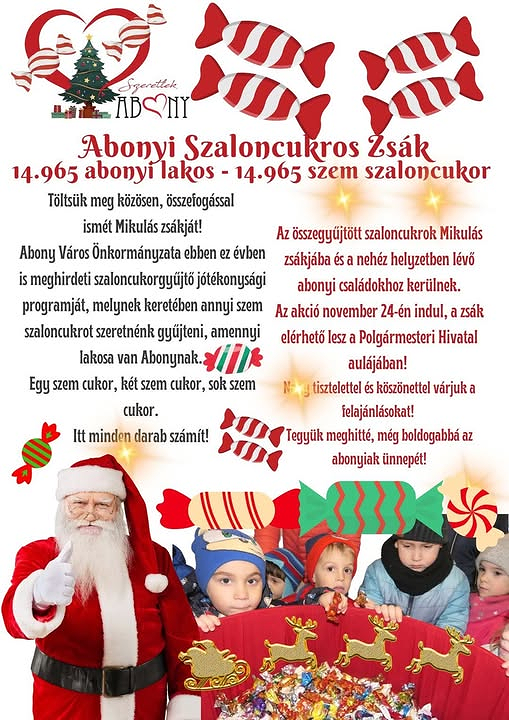 Szeretlek
ABONY
Abonyi Szaloncukros Zsák
14.965 abonyi lakos - 14.965 szem szaloncukor
Töltsük meg közösen, összefogással
ismét Mikulás zsákját!
Abony Város Önkormányzata ebben ez évben
is meghirdeti szaloncukorgyűjtő jótékonysági
programját, melynek keretében annyi szem
szaloncukrot szeretnénk gyűjteni, amennyi
lakosa van Abonynak.
Egy szem cukor, két szem cukor, sok szem
cukor.
Itt minden darab számít!
Az összegyűjtött szaloncukrok Mikulás
zsákjába és a nehéz helyzetben lévő
abonyi családokhoz kerülnek.
Az akció november 24-én indul, a zsák
elérhető lesz a Polgármesteri Hivatal
aulájában!
Nagy tisztelettel és köszönettel várjuk a
felajánlásokat!
Tegyük meghitté, még boldogabbá az
abonyiak ünnepét!